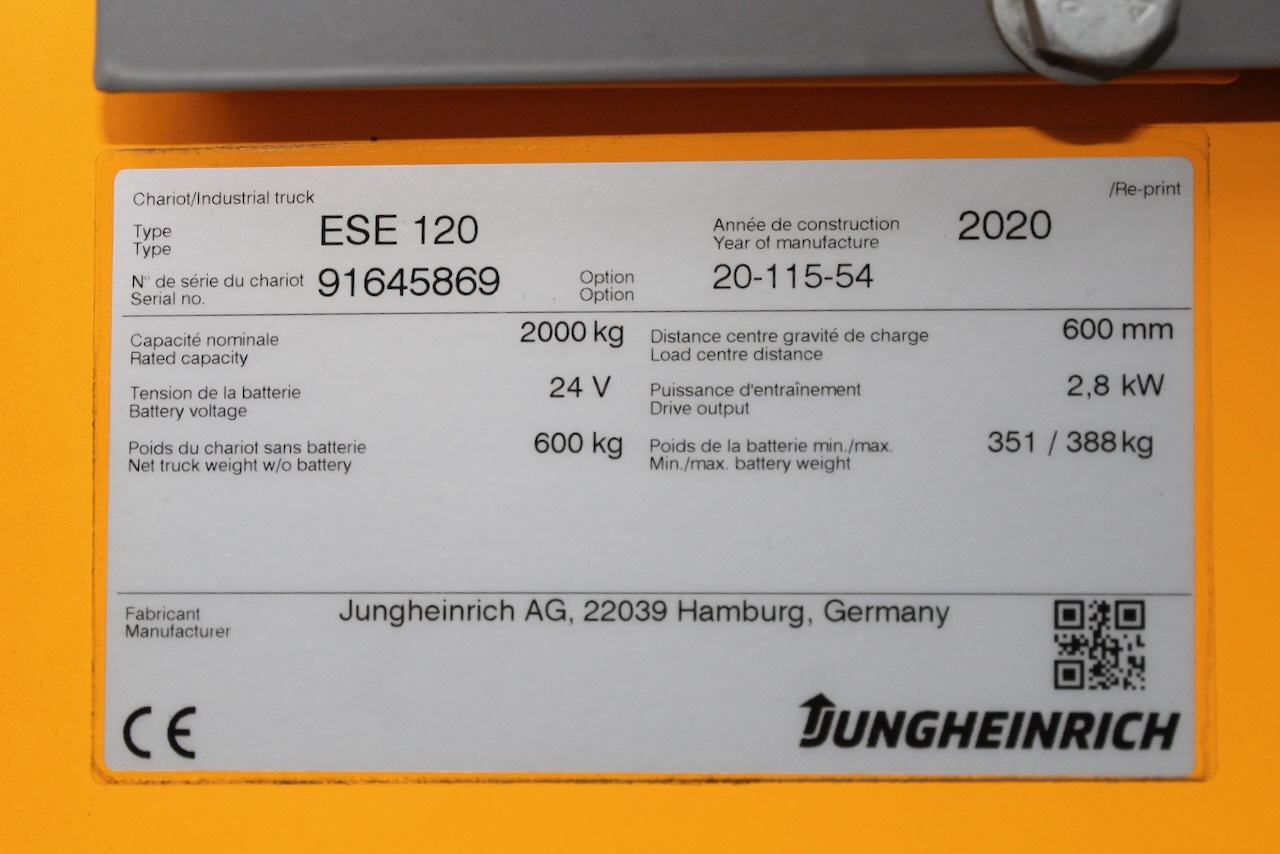 Chariot/Industrial truck /Re-print
Type ESE 120 Année de construction 2020
Type Year of manufacture
N° de série du chariot 91645869 Option 20-115-54
Serial no. Option
Capacité nominale 2000 kg Distance centre gravité de charge 600 mm
Rated capacity Load centre distance
Tension de la batterie 24 V Puissance d'entraînement 2,8 kW
Battery voltage Drive output
Poids du chariot sans batterie 600 kg Poids de la batterie min./max. 351 / 388 kg
Net truck weight w/o battery Min./max. battery weight
Fabricant Jungheinrich AG, 22039 Hamburg, Germany
Manufacturer
CE JUNGHEINRICH